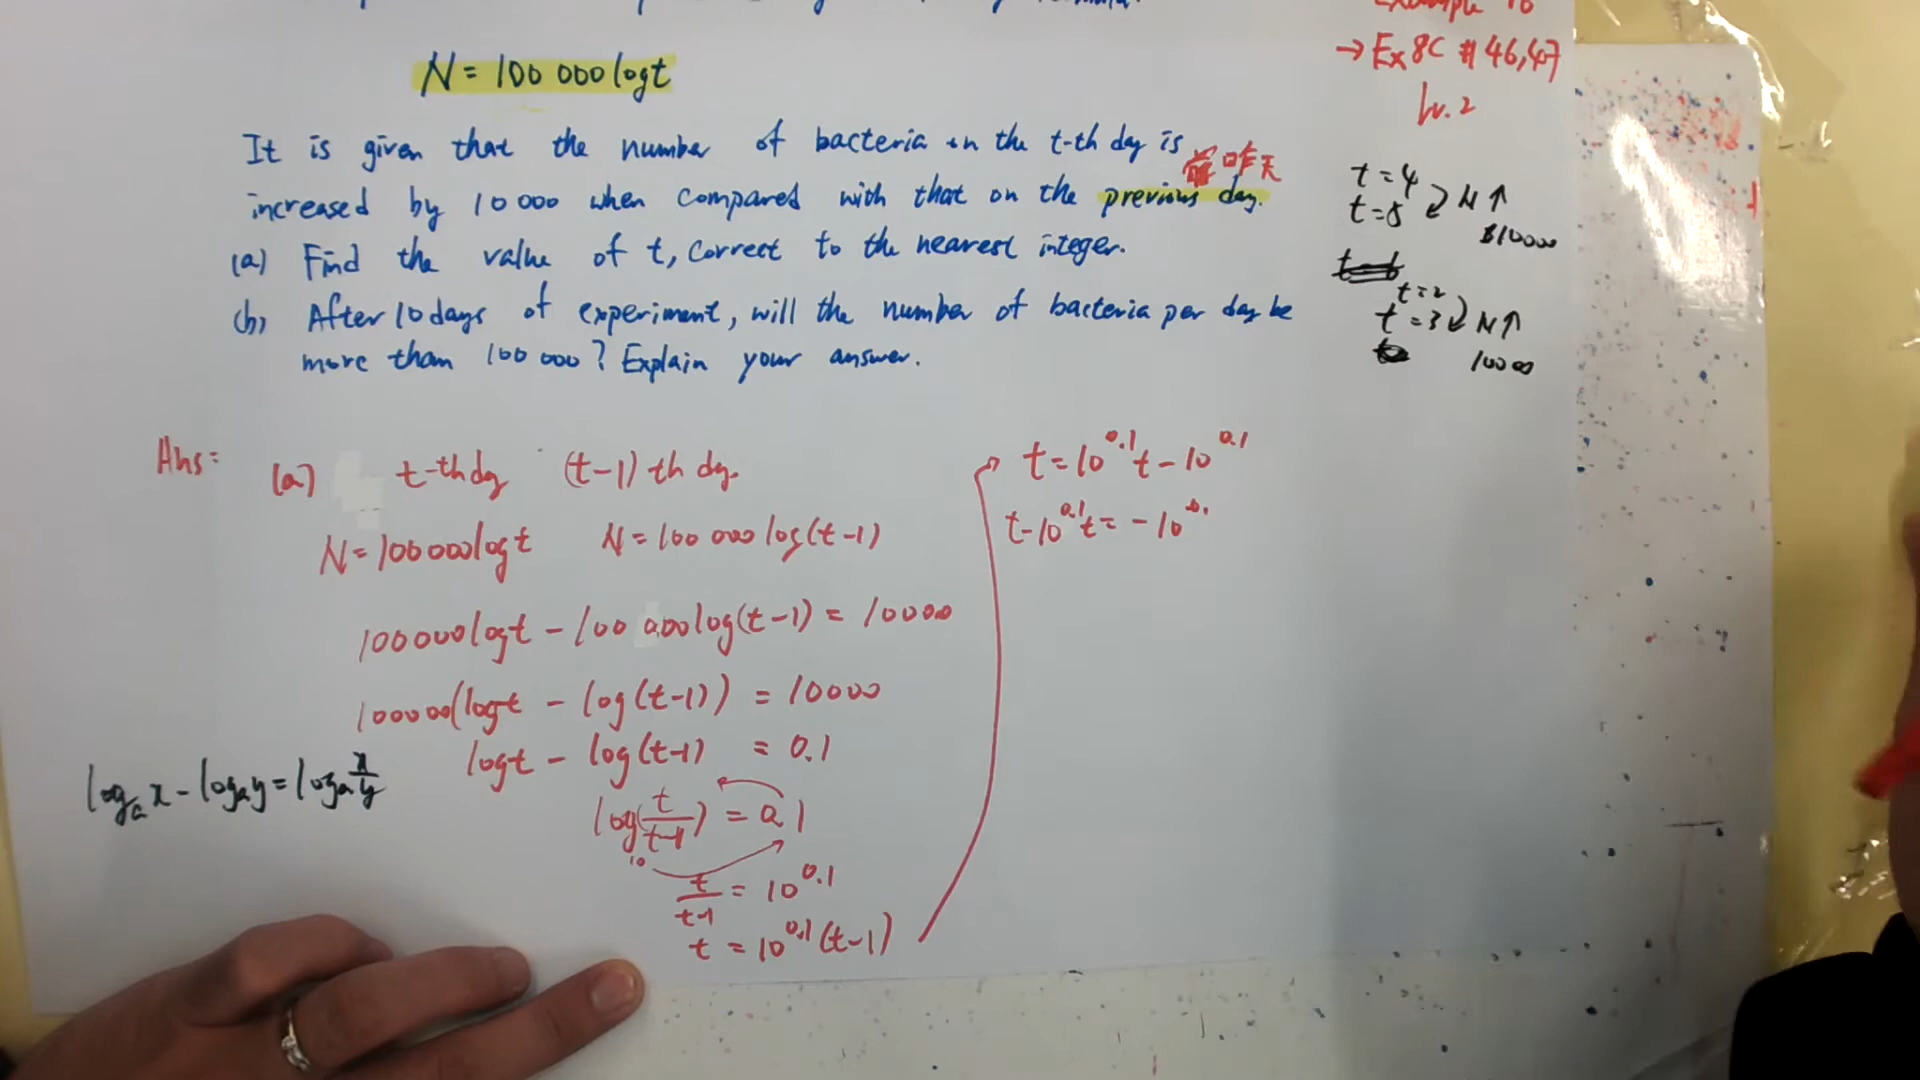 Example 16
N = 100 000 log t
→ Ex 8C # 46,47
Lv. 2
It is given that the number of bacteria on the t-th day is
increased by 10 000 when compared with that on the previous day.
昨天
(a) Find the value of t, correct to the nearest integer.
(b) After 10 days of experiment, will the number of bacteria per day be
more than 100 000? Explain your answer.
t = 4
t = 5
N ↑
10000
t = 2
t = 3
N ↑
10000
Ans:
(a) t-th day (t-1) th day.
N = 100 000 log t N = 100 000 log(t-1)
100000 log t - 100 000 log(t-1) = 10000
100000(log t - log(t-1)) = 10000
log t - log(t-1) = 0.1
logₐx - logₐy = logₐ x/y
log(t/(t-1)) = 0.1
10
t/(t-1) = 10^0.1
t = 10^0.1 (t-1)
t = 10^0.1 t - 10^0.1
t - 10^0.1 t = - 10^0.